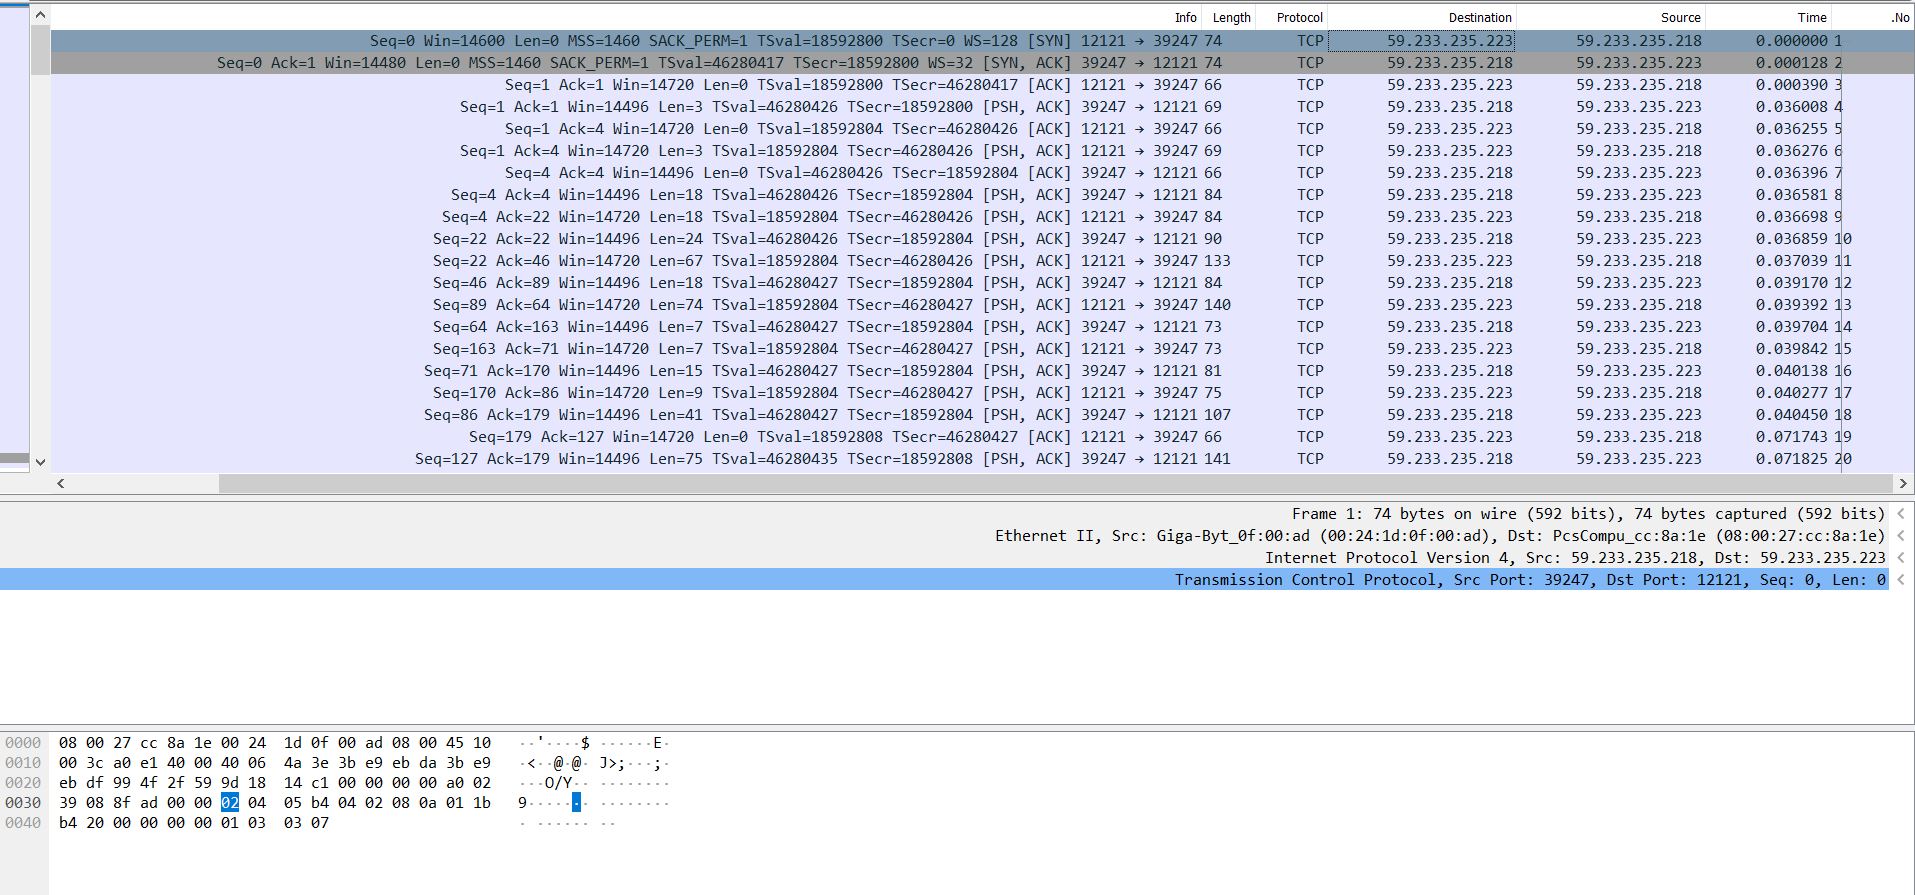 Info Length Protocol Destination Source Time .No
Seq=0 Win=14600 Len=0 MSS=1460 SACK_PERM=1 TSval=18592800 TSecr=0 WS=128 [SYN] 12121 → 39247 74 TCP 59.233.235.223 59.233.235.218 0.000000 1
Seq=0 Ack=1 Win=14480 Len=0 MSS=1460 SACK_PERM=1 TSval=46280417 TSecr=18592800 WS=32 [SYN, ACK] 39247 → 12121 74 TCP 59.233.235.218 59.233.235.223 0.000128 2
Seq=1 Ack=1 Win=14720 Len=0 TSval=18592800 TSecr=46280417 [ACK] 12121 → 39247 66 TCP 59.233.235.223 59.233.235.218 0.000390 3
Seq=1 Ack=1 Win=14496 Len=3 TSval=46280426 TSecr=18592800 [PSH, ACK] 39247 → 12121 69 TCP 59.233.235.218 59.233.235.223 0.036008 4
Seq=1 Ack=4 Win=14720 Len=0 TSval=18592804 TSecr=46280426 [ACK] 12121 → 39247 66 TCP 59.233.235.223 59.233.235.218 0.036255 5
Seq=1 Ack=4 Win=14720 Len=3 TSval=18592804 TSecr=46280426 [PSH, ACK] 12121 → 39247 69 TCP 59.233.235.223 59.233.235.218 0.036276 6
Seq=4 Ack=4 Win=14496 Len=0 TSval=46280426 TSecr=18592804 [ACK] 39247 → 12121 66 TCP 59.233.235.218 59.233.235.223 0.036396 7
Seq=4 Ack=4 Win=14496 Len=18 TSval=46280426 TSecr=18592804 [PSH, ACK] 39247 → 12121 84 TCP 59.233.235.218 59.233.235.223 0.036581 8
Seq=4 Ack=22 Win=14720 Len=18 TSval=18592804 TSecr=46280426 [PSH, ACK] 12121 → 39247 84 TCP 59.233.235.223 59.233.235.218 0.036698 9
Seq=22 Ack=22 Win=14496 Len=24 TSval=46280426 TSecr=18592804 [PSH, ACK] 39247 → 12121 90 TCP 59.233.235.218 59.233.235.223 0.036859 10
Seq=22 Ack=46 Win=14720 Len=67 TSval=18592804 TSecr=46280426 [PSH, ACK] 12121 → 39247 133 TCP 59.233.235.223 59.233.235.218 0.037039 11
Seq=46 Ack=89 Win=14496 Len=18 TSval=46280427 TSecr=18592804 [PSH, ACK] 39247 → 12121 84 TCP 59.233.235.218 59.233.235.223 0.039170 12
Seq=89 Ack=64 Win=14720 Len=74 TSval=18592804 TSecr=46280427 [PSH, ACK] 12121 → 39247 140 TCP 59.233.235.223 59.233.235.218 0.039392 13
Seq=64 Ack=163 Win=14496 Len=7 TSval=46280427 TSecr=18592804 [PSH, ACK] 39247 → 12121 73 TCP 59.233.235.218 59.233.235.223 0.039704 14
Seq=163 Ack=71 Win=14720 Len=7 TSval=18592804 TSecr=46280427 [PSH, ACK] 12121 → 39247 73 TCP 59.233.235.223 59.233.235.218 0.039842 15
Seq=71 Ack=170 Win=14496 Len=15 TSval=46280427 TSecr=18592804 [PSH, ACK] 39247 → 12121 81 TCP 59.233.235.218 59.233.235.223 0.040138 16
Seq=170 Ack=86 Win=14720 Len=9 TSval=18592804 TSecr=46280427 [PSH, ACK] 12121 → 39247 75 TCP 59.233.235.223 59.233.235.218 0.040277 17
Seq=86 Ack=179 Win=14496 Len=41 TSval=46280427 TSecr=18592804 [PSH, ACK] 39247 → 12121 107 TCP 59.233.235.218 59.233.235.223 0.040450 18
Seq=179 Ack=127 Win=14720 Len=0 TSval=18592808 TSecr=46280427 [ACK] 12121 → 39247 66 TCP 59.233.235.223 59.233.235.218 0.071743 19
Seq=127 Ack=179 Win=14496 Len=75 TSval=46280435 TSecr=18592808 [PSH, ACK] 39247 → 12121 141 TCP 59.233.235.218 59.233.235.223 0.071825 20
Frame 1: 74 bytes on wire (592 bits), 74 bytes captured (592 bits)
Ethernet II, Src: Giga-Byt_0f:00:ad (00:24:1d:0f:00:ad), Dst: PcsCompu_cc:8a:1e (08:00:27:cc:8a:1e)
Internet Protocol Version 4, Src: 59.233.235.218, Dst: 59.233.235.223
Transmission Control Protocol, Src Port: 39247, Dst Port: 12121, Seq: 0, Len: 0
0000 08 00 27 cc 8a 1e 00 24 1d 0f 00 ad 08 00 45 10 ··'····$ ······E·
0010 00 3c a0 e1 40 00 40 06 4a 3e 3b e9 eb da 3b e9 ·<··@·@· J>;···;·
0020 eb df 99 4f 2f 59 9d 18 14 c1 00 00 00 00 a0 02 ···O/Y·· ········
0030 39 08 8f ad 00 00 02 04 05 b4 04 02 08 0a 01 1b 9······· ········
0040 b4 20 00 00 00 00 01 03 03 07 · ······ ··